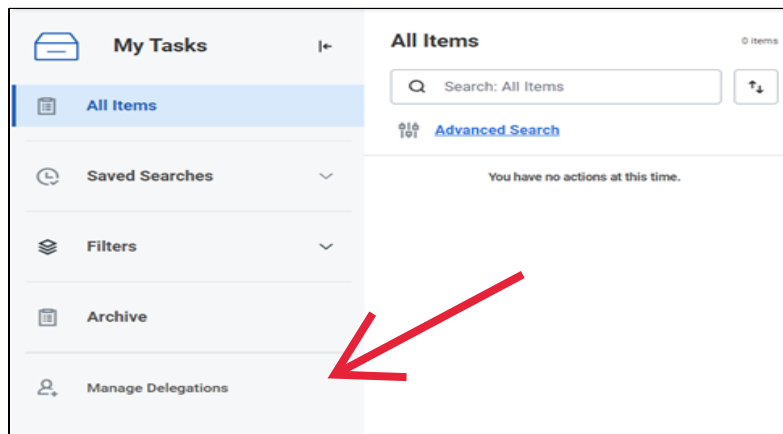 My Tasks
All Items
Saved Searches
Filters
Archive
Manage Delegations
All Items
0 items
Search: All Items
Advanced Search
You have no actions at this time.